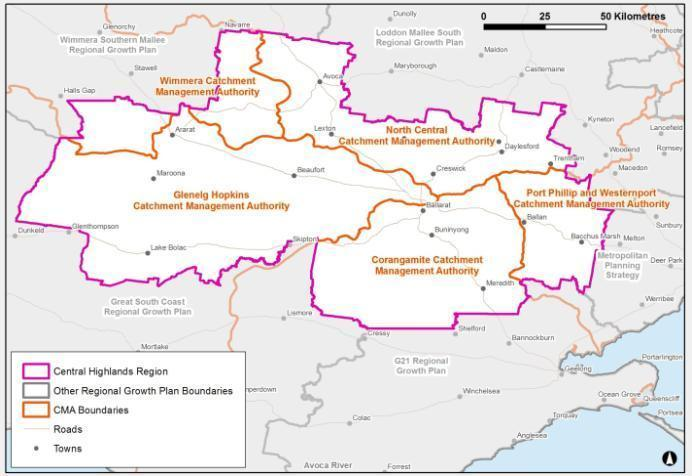 Dunolly
Glenorchy
Navarre
0 25 50 Kilometres
Loddon Mallee South
Regional Growth Plan
Heathcote
Wimmera Southern Mallee
Regional Growth Plan
Maldon
Stawell
Maryborough
Castlemaine
Avoca
Wimmera Catchment
Management Authority
Halls Gap
Kyneton
Lancefield
Ararat
Lexton
North Central
Catchment Management Authority
Daylesford
Woodend
Romsey
Trentham
Macedon
Maroona
Beaufort
Creswick
Glenelg Hopkins
Catchment Management Authority
Port Phillip and Westernport
Catchment Management Authority
Ballarat
Ballan
Sunbury
Dunkeld
Glenthompson
Skipton
Buninyong
Bacchus Marsh
Melton
Lake Bolac
Corangamite Catchment
Management Authority
Metropolitan
Planning
Strategy
Deer Park
Meredith
Great South Coast
Regional Growth Plan
Werribee
Lismore
Cressy
Shelford
Bannockburn
Mortlake
G21 Regional
Growth Plan
Portarlington
Geelong
Central Highlands Region
Other Regional Growth Plan Boundaries
CMA Boundaries
Roads
Towns
mperdown
Winchelsea
Ocean Grove
Queenscliff
Torquay
Portsea
Colac
Anglesea
Avoca River
Forrest